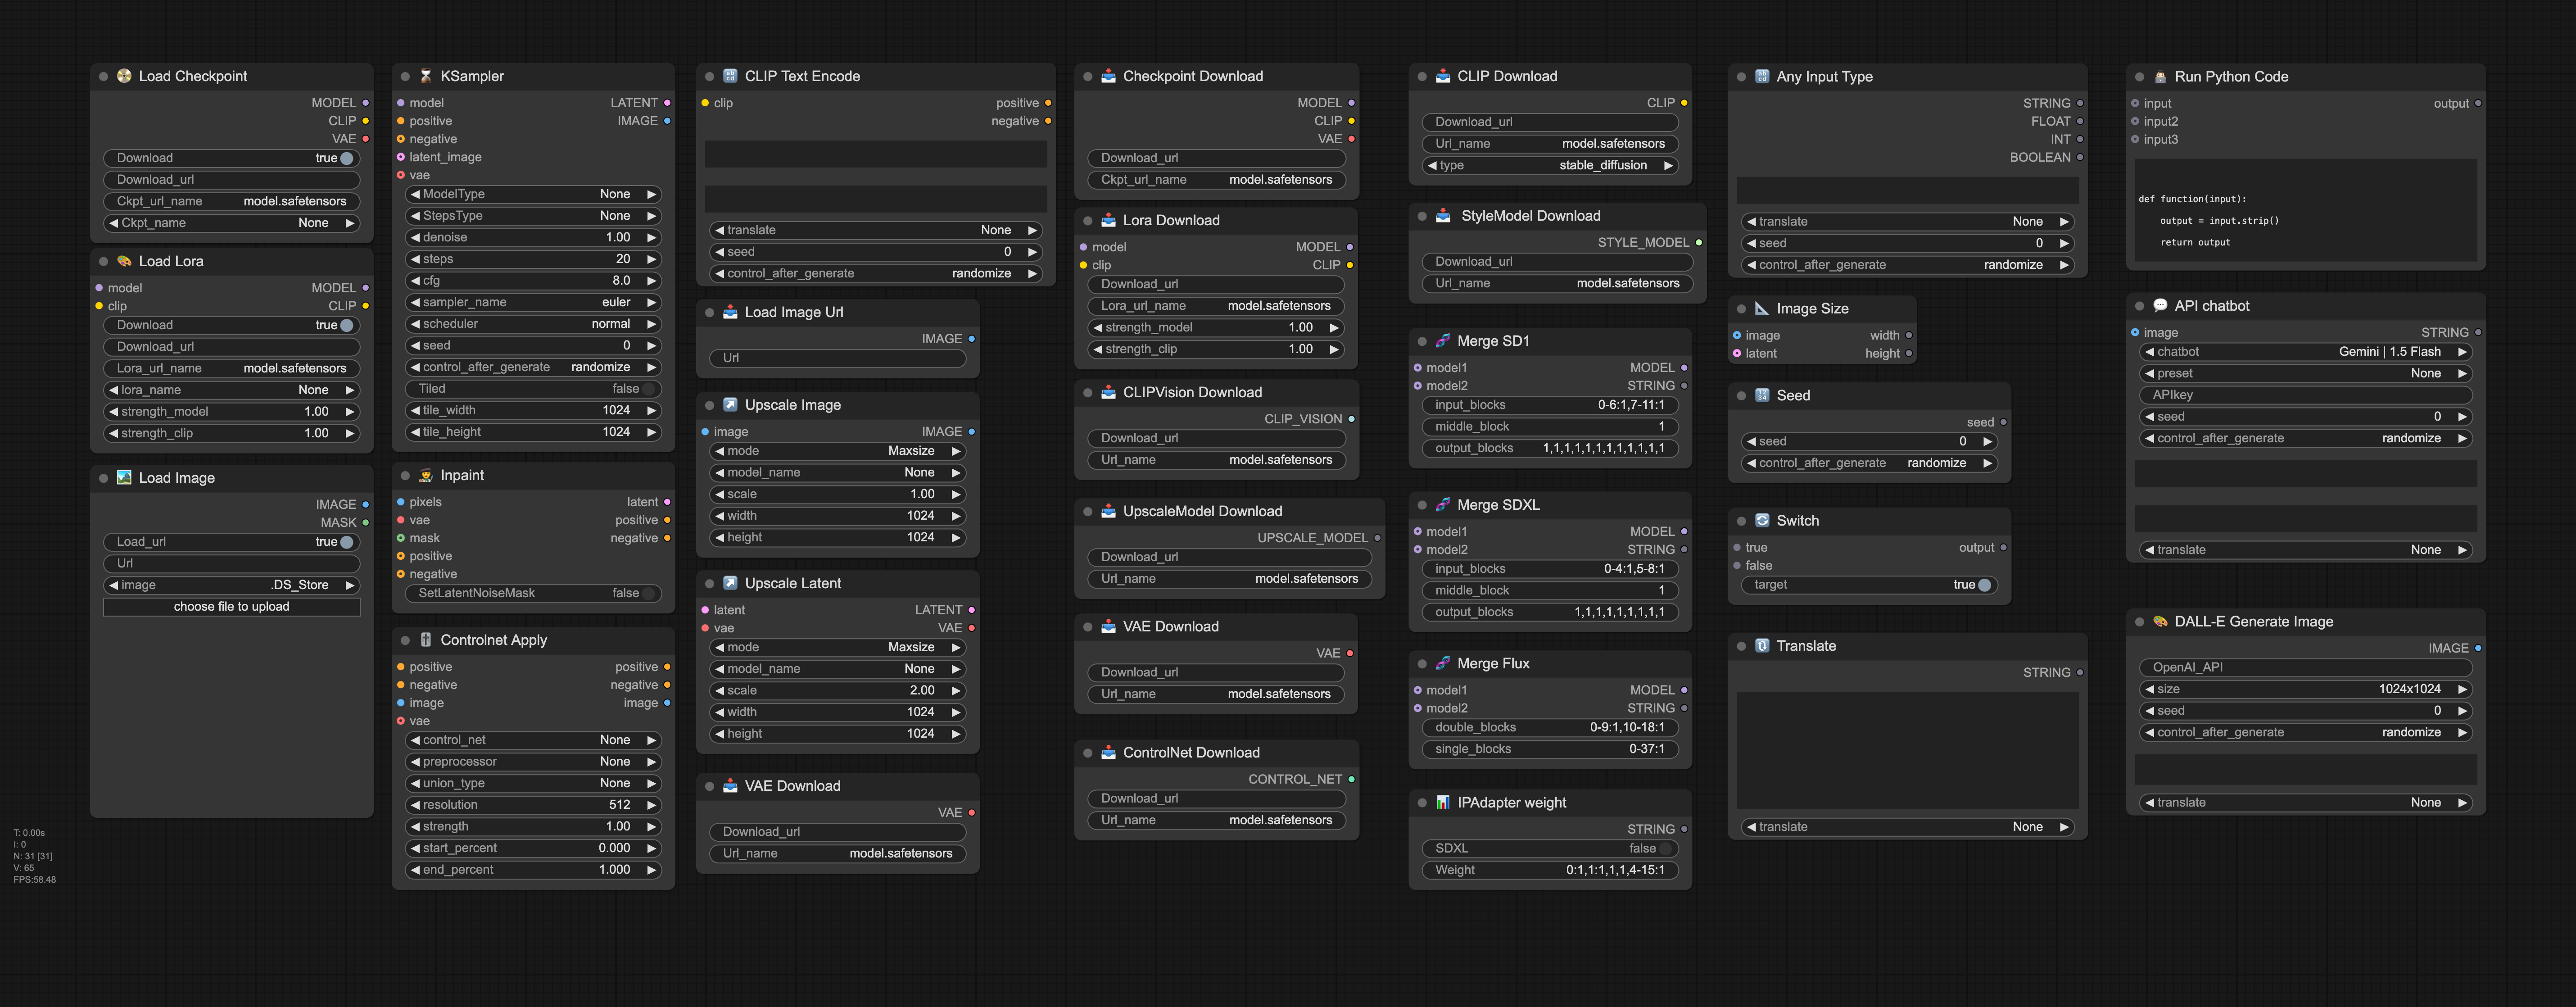 Load Checkpoint
MODEL
CLIP
VAE
Download true
Download_url
Ckpt_url_name model.safetensors
Ckpt_name None
Load Lora
model MODEL
clip CLIP
Download true
Download_url
Lora_url_name model.safetensors
lora_name None
strength_model 1.00
strength_clip 1.00
Load Image
IMAGE
MASK
Load_url true
Url
image .DS_Store
choose file to upload
T: 0.00s
I: 0
N: 31 [31]
V: 65
FPS:58.48
KSampler
model LATENT
positive IMAGE
negative
latent_image
vae
ModelType None
StepsType None
denoise 1.00
steps 20
cfg 8.0
sampler_name euler
scheduler normal
seed 0
control_after_generate randomize
Tiled false
tile_width 1024
tile_height 1024
Inpaint
pixels latent
vae positive
mask negative
positive
negative
SetLatentNoiseMask false
Controlnet Apply
positive positive
negative negative
image image
vae
control_net None
preprocessor None
union_type None
resolution 512
strength 1.00
start_percent 0.000
end_percent 1.000
CLIP Text Encode
clip positive
negative
translate None
seed 0
control_after_generate randomize
Load Image Url
IMAGE
Url
Upscale Image
image IMAGE
mode Maxsize
model_name None
scale 1.00
width 1024
height 1024
Upscale Latent
latent LATENT
vae VAE
mode Maxsize
model_name None
scale 2.00
width 1024
height 1024
VAE Download
VAE
Download_url
Url_name model.safetensors
Checkpoint Download
MODEL
CLIP
VAE
Download_url
Ckpt_url_name model.safetensors
Lora Download
model MODEL
clip CLIP
Download_url
Lora_url_name model.safetensors
strength_model 1.00
strength_clip 1.00
CLIPVision Download
CLIP_VISION
Download_url
Url_name model.safetensors
UpscaleModel Download
UPSCALE_MODEL
Download_url
Url_name model.safetensors
VAE Download
VAE
Download_url
Url_name model.safetensors
ControlNet Download
CONTROL_NET
Download_url
Url_name model.safetensors
CLIP Download
CLIP
Download_url
Url_name model.safetensors
type stable_diffusion
StyleModel Download
STYLE_MODEL
Download_url
Url_name model.safetensors
Merge SD1
model1 MODEL
model2 STRING
input_blocks 0-6:1,7-11:1
middle_block 1
output_blocks 1,1,1,1,1,1,1,1,1,1,1,1
Merge SDXL
model1 MODEL
model2 STRING
input_blocks 0-4:1,5-8:1
middle_block 1
output_blocks 1,1,1,1,1,1,1,1,1
Merge Flux
model1 MODEL
model2 STRING
double_blocks 0-9:1,10-18:1
single_blocks 0-37:1
IPAdapter weight
STRING
SDXL false
Weight 0:1,1:1,1,1,4-15:1
Any Input Type
STRING
FLOAT
INT
BOOLEAN
translate None
seed 0
control_after_generate randomize
Image Size
image width
latent height
Seed
seed
seed 0
control_after_generate randomize
Switch
true output
false
target true
Translate
STRING
translate None
Run Python Code
input output
input2
input3
def function(input):
output = input.strip()
return output
API chatbot
image STRING
chatbot Gemini | 1.5 Flash
preset None
APIkey
seed 0
control_after_generate randomize
translate None
DALL-E Generate Image
IMAGE
OpenAI_API
size 1024x1024
seed 0
control_after_generate randomize
translate None